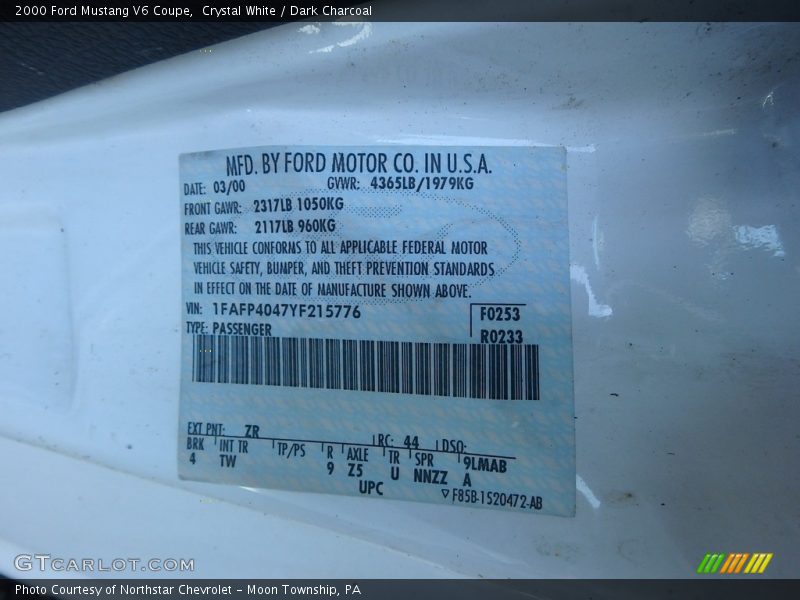 2000 Ford Mustang V6 Coupe,  Crystal White / Dark Charcoal
MFD. BY FORD MOTOR CO. IN U.S.A.
DATE: 03/00 GVWR: 4365LB/1979KG
FRONT GAWR: 2317LB 1050KG
REAR GAWR: 2117LB 960KG
THIS VEHICLE CONFORMS TO ALL APPLICABLE FEDERAL MOTOR
VEHICLE SAFETY, BUMPER, AND THEFT PREVENTION STANDARDS
IN EFFECT ON THE DATE OF MANUFACTURE SHOWN ABOVE.
VIN: 1FAFP4047YF215776 F0253
TYPE: PASSENGER R0233
EXT PNT: ZR RC: 44 DSO:
BRK INT TR TP/PS R AXLE TR SPR 9LMAB
4 TW 9 Z5 U NNZZ A
UPC ▽F85B-1520472-AB
GTCARLOT.COM
Photo Courtesy of Northstar Chevrolet - Moon Township, PA